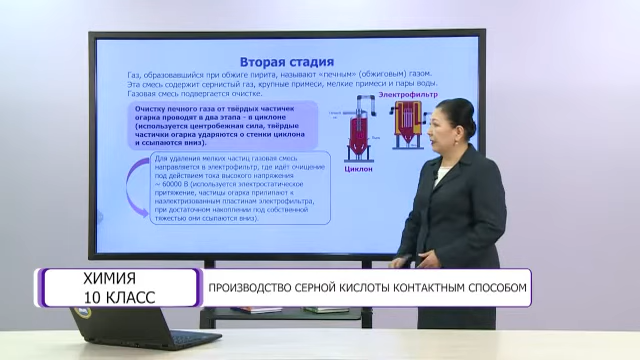 Вторая стадия
Газ, образовавшийся при обжиге пирита, называют «печным» (обжиговым) газом.
Эта смесь содержит сернистый газ, крупные примеси, мелкие примеси и пары воды.
Газовая смесь подвергается очистке.
Очистку печного газа от твёрдых частичек
огарка проводят в два этапа - в циклоне
(используется центробежная сила, твёрдые
частички огарка ударяются о стенки циклона
и ссыпаются вниз).
Электрофильтр
Циклон
Для удаления мелких частиц газовая смесь
направляется в электрофильтр, где идёт очищение
под действием тока высокого напряжения
~ 60000 В (используется электростатическое
притяжение, частицы огарка прилипают к
наэлектризованным пластинам электрофильтра,
при достаточном накоплении под собственной
тяжестью они ссыпаются вниз).
ХИМИЯ
10 КЛАСС
ПРОИЗВОДСТВО СЕРНОЙ КИСЛОТЫ КОНТАКТНЫМ СПОСОБОМ